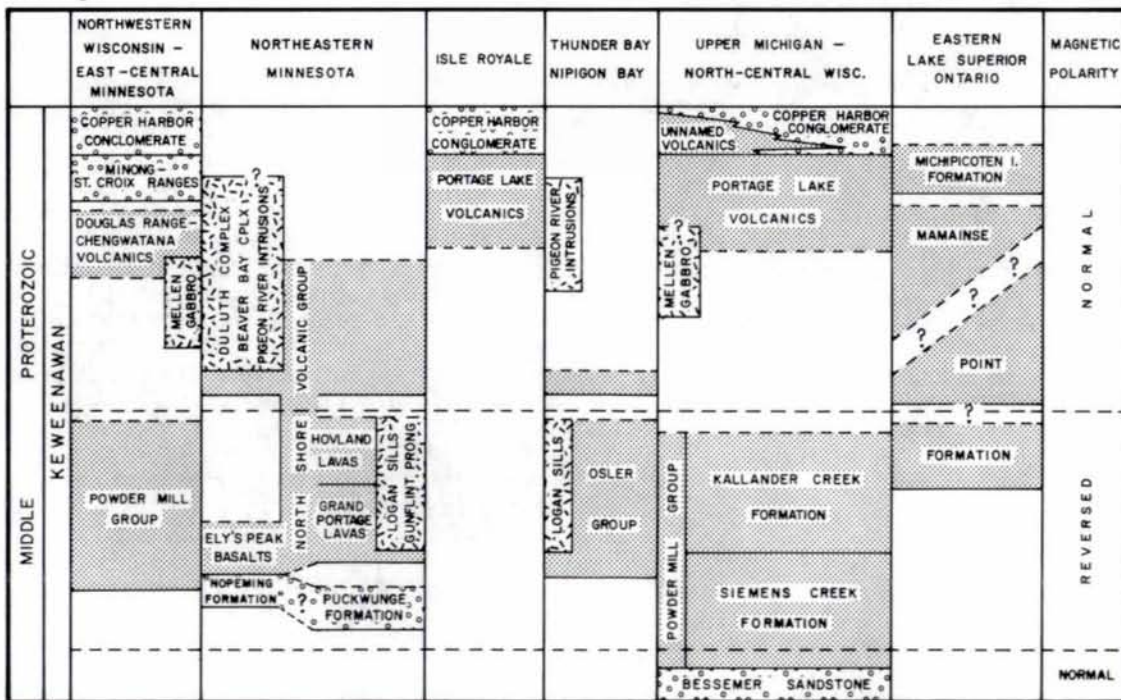 NORTHWESTERN
WISCONSIN –
EAST-CENTRAL
MINNESOTA
NORTHEASTERN
MINNESOTA
ISLE ROYALE
THUNDER BAY
NIPIGON BAY
UPPER MICHIGAN –
NORTH-CENTRAL WISC.
EASTERN
LAKE SUPERIOR
ONTARIO
MAGNETIC
POLARITY
MIDDLE PROTEROZOIC
KEWEENAWAN
COPPER HARBOR
CONCLOMERATE
MINONG–
ST. CROIX RANGES
DOUGLAS RANGE–
CHENGWATANA
VOLCANICS
MELLEN
GABBRO
POWDER MILL
GROUP
?
DULUTH COMPLEX
BEAVER BAY CPLX
PIGEON RIVER INTRUSIONS
NORTH SHORE VOLCANIC GROUP
HOVLAND
LAVAS
GRAND
PORTAGE
LAVAS
LOGAN SILLS
GUNFLINT PRONG
ELY'S PEAK
BASALTS
"NOPEMING
FORMATION"
?
PUCKWUNGE
FORMATION
COPPER HARBOR
CONGLOMERATE
PORTAGE LAKE
VOLCANICS
PIGEON RIVER
INTRUSIONS
LOGAN SILLS
OSLER
GROUP
COPPER HARBOR
CONGLOMERATE
UNNAMED
VOLCANICS
PORTAGE LAKE
VOLCANICS
MELLEN
GABBRO
?
POWDER MILL GROUP
KALLANDER CREEK
FORMATION
SIEMENS CREEK
FORMATION
BESSEMER SANDSTONE
MICHIPICOTEN I.
FORMATION
MAMAINSE
?
?
?
POINT
?
FORMATION
NORMAL
REVERSED
NORMAL